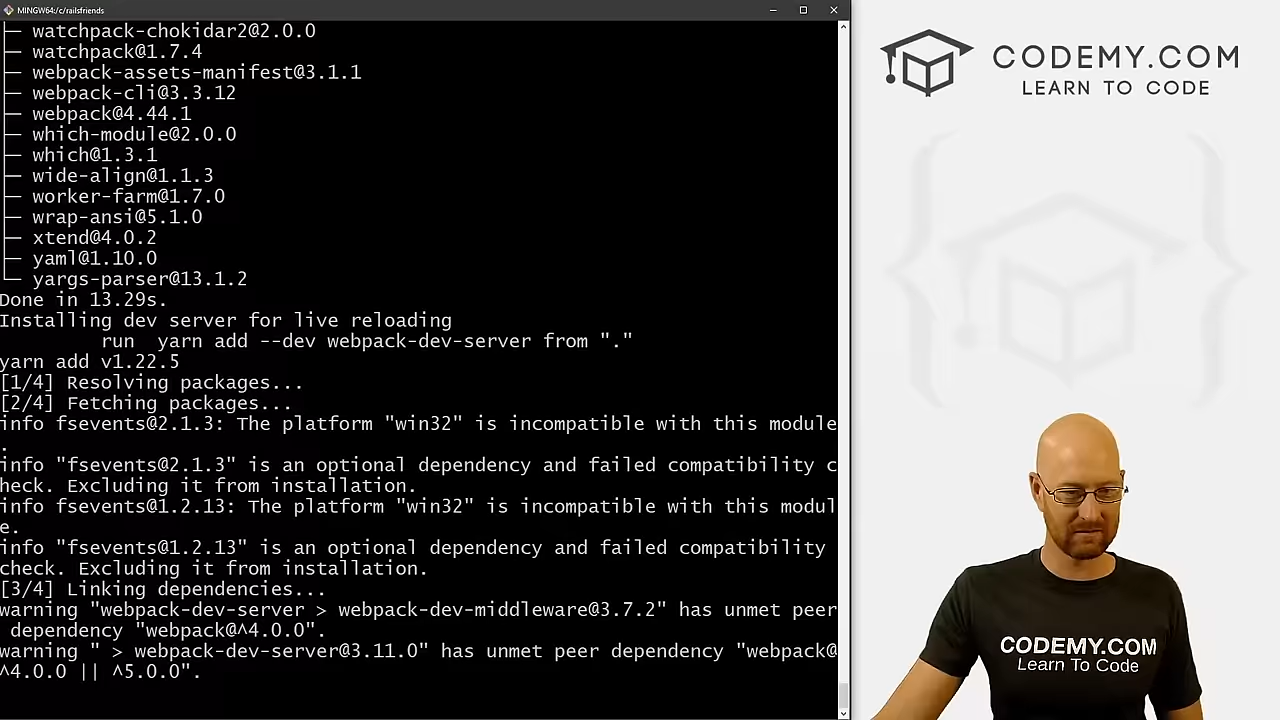 MINGW64:/c/railsfriends
├─ watchpack-chokidar2@2.0.0
├─ watchpack@1.7.4
├─ webpack-assets-manifest@3.1.1
├─ webpack-cli@3.3.12
├─ webpack@4.44.1
├─ which-module@2.0.0
├─ which@1.3.1
├─ wide-align@1.1.3
├─ worker-farm@1.7.0
├─ wrap-ansi@5.1.0
├─ xtend@4.0.2
├─ yaml@1.10.0
└─ yargs-parser@13.1.2
Done in 13.29s.
Installing dev server for live reloading
         run  yarn add --dev webpack-dev-server from "."
yarn add v1.22.5
[1/4] Resolving packages...
[2/4] Fetching packages...
info fsevents@2.1.3: The platform "win32" is incompatible with this module
.
info "fsevents@2.1.3" is an optional dependency and failed compatibility c
heck. Excluding it from installation.
info fsevents@1.2.13: The platform "win32" is incompatible with this modul
e.
info "fsevents@1.2.13" is an optional dependency and failed compatibility
check. Excluding it from installation.
[3/4] Linking dependencies...
warning "webpack-dev-server > webpack-dev-middleware@3.7.2" has unmet peer
 dependency "webpack@^4.0.0".
warning " > webpack-dev-server@3.11.0" has unmet peer dependency "webpack@
^4.0.0 || ^5.0.0".
CODEMY.COM
LEARN TO CODE
CODEMY.COM
Learn To Code